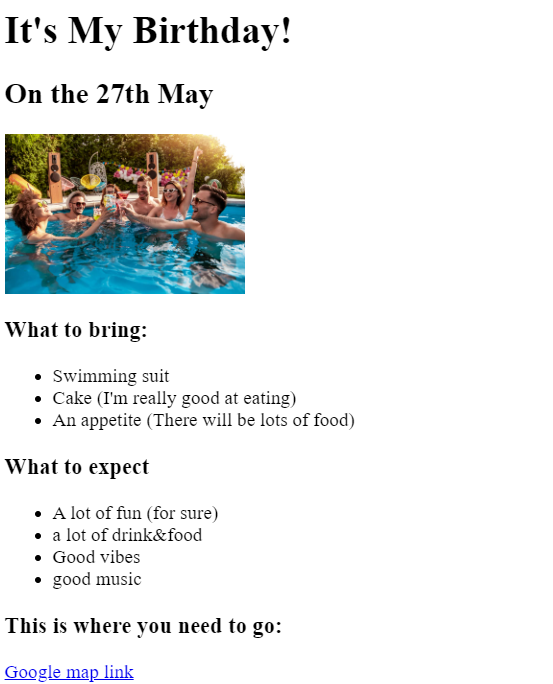 It's My Birthday!
On the 27th May
What to bring:
Swimming suit
Cake (I'm really good at eating)
An appetite (There will be lots of food)
What to expect
A lot of fun (for sure)
a lot of drink&food
Good vibes
good music
This is where you need to go:
Google map link